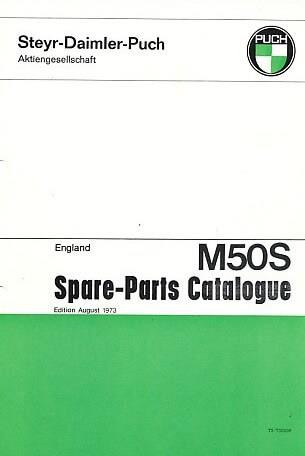 Steyr-Daimler-Puch
Aktiengesellschaft
PUCH
England
M50S
Spare-Parts Catalogue
Edition August 1973